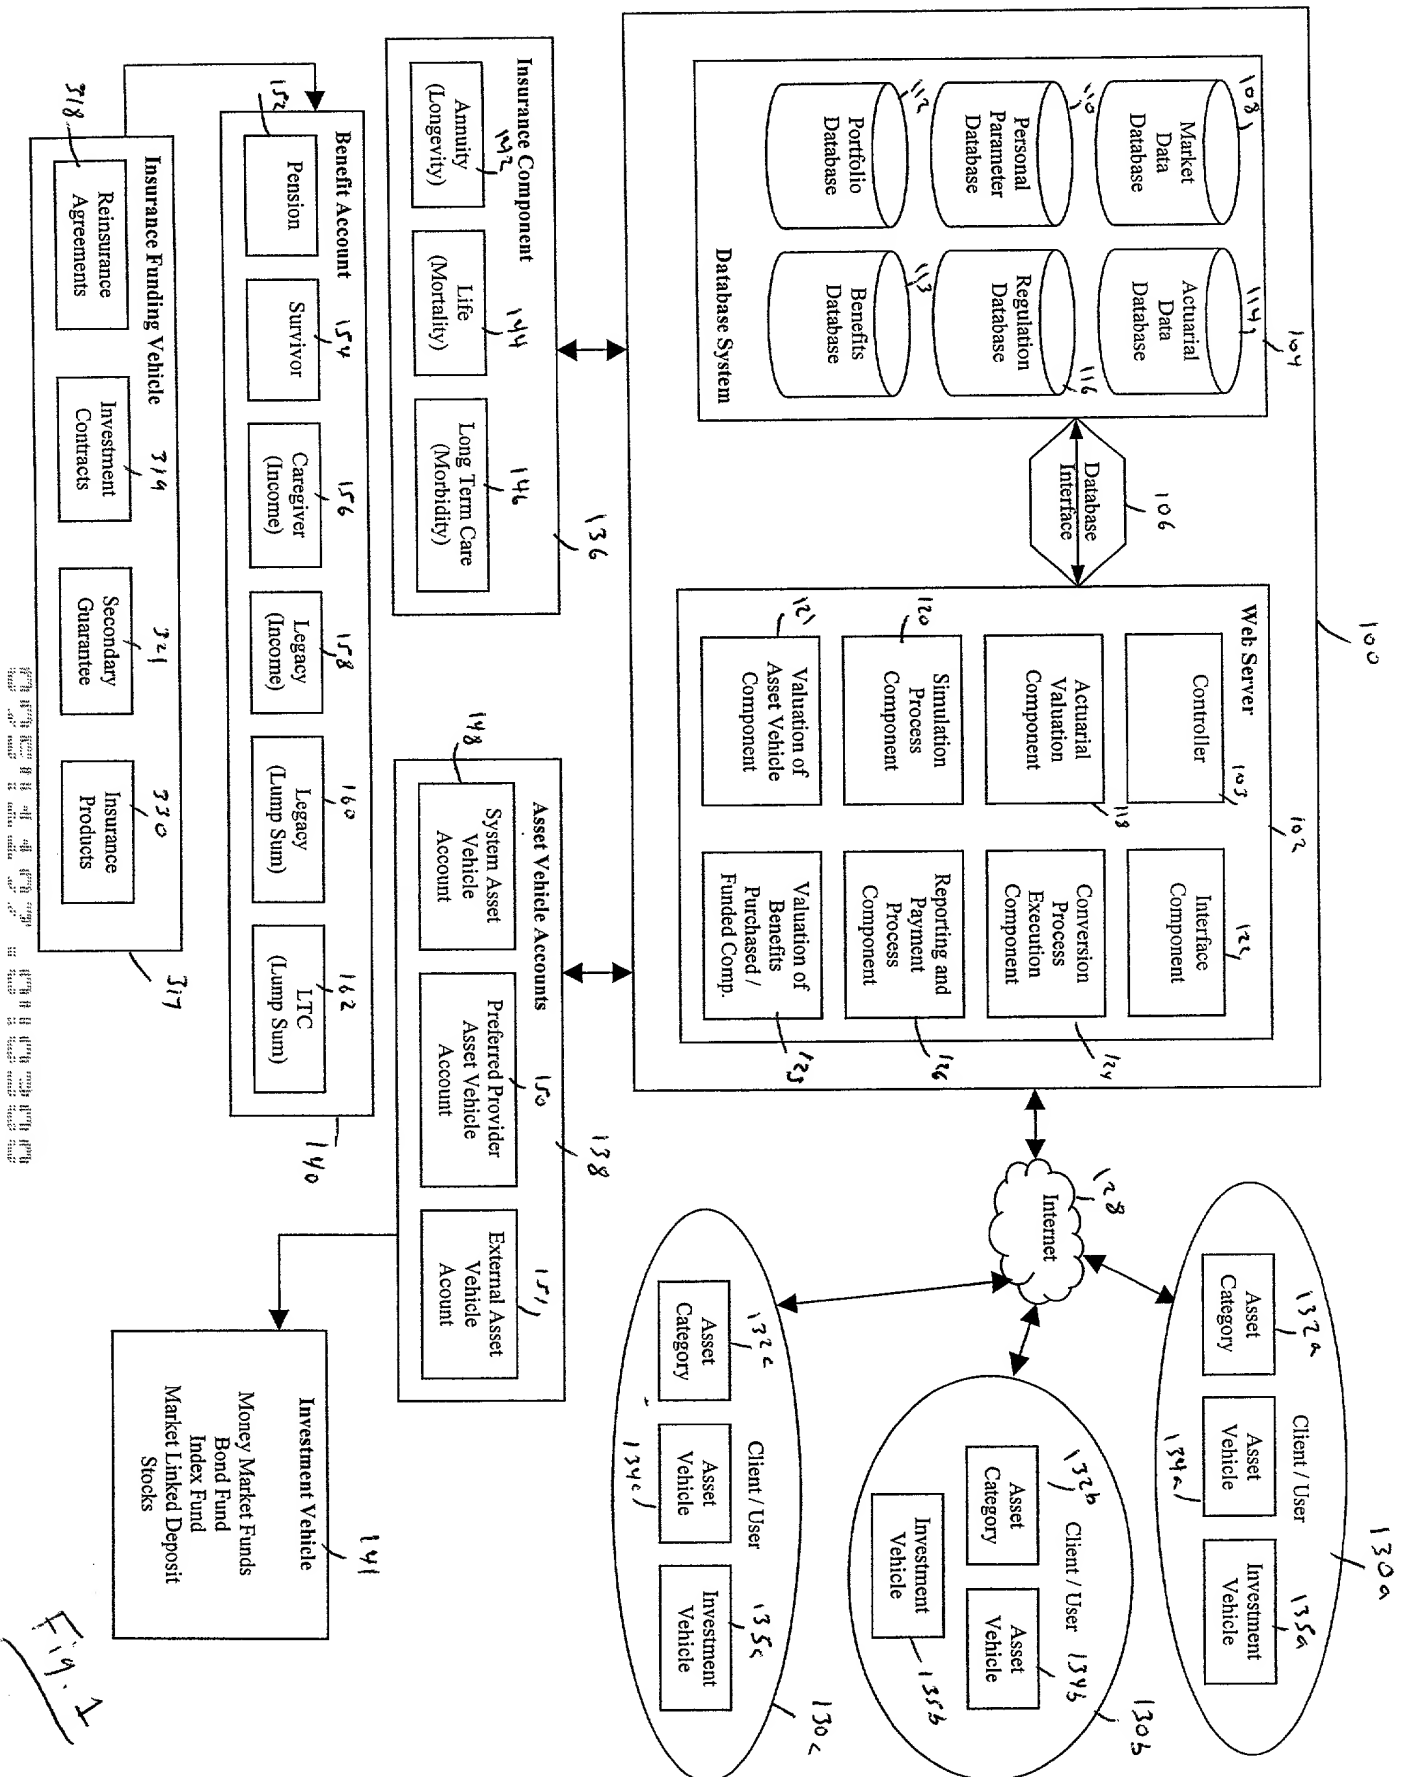 100
104
108
Market
Data
Database
114
Actuarial
Data
Database
110
Personal
Parameter
Database
116
Regulation
Database
112
Portfolio
Database
113
Benefits
Database
Database System
106
Database
Interface
102
Web Server
Controller
103
Interface
Component
122
Actuarial
Valuation
Component
118
Conversion
Process
Execution
Component
124
120
Simulation
Process
Component
Reporting and
Payment
Process
Component
126
121
Valuation of
Asset Vehicle
Component
Valuation of
Benefits
Purchased /
Funded Comp.
123
128
Internet
130a
Client / User
132a
Asset
Category
134a
Asset
Vehicle
135a
Investment
Vehicle
130b
Client / User
132b
Asset
Category
134b
Asset
Vehicle
135b
Investment
Vehicle
130c
Client / User
132c
Asset
Category
134c
Asset
Vehicle
135c
Investment
Vehicle
136
Insurance Component
142
Annuity
(Longevity)
144
Life
(Mortality)
146
Long Term Care
(Morbidity)
138
Asset Vehicle Accounts
148
System Asset
Vehicle
Account
150
Preferred Provider
Asset Vehicle
Account
151
External Asset
Vehicle
Acount
140
Benefit Account
152
Pension
154
Survivor
156
Caregiver
(Income)
158
Legacy
(Income)
160
Legacy
(Lump Sum)
162
LTC
(Lump Sum)
141
Investment Vehicle
Money Market Funds
Bond Fund
Index Fund
Market Linked Deposit
Stocks
317
Insurance Funding Vehicle
318
Reinsurance
Agreements
319
Investment
Contracts
321
Secondary
Guarantee
330
Insurance
Products
Fig. 1